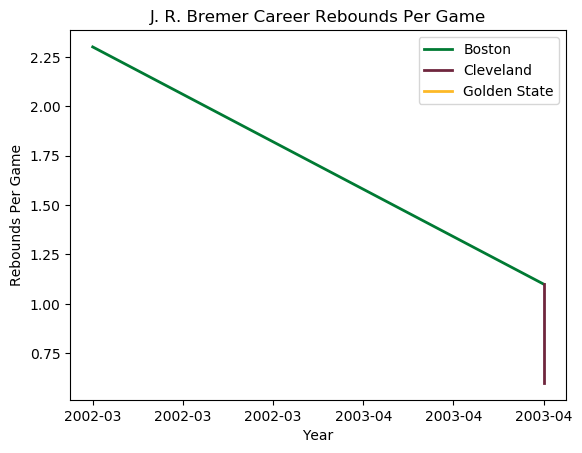 J. R. Bremer Career Rebounds Per Game
Boston
Cleveland
Golden State
Rebounds Per Game
2.25
2.00
1.75
1.50
1.25
1.00
0.75
2002-03 2002-03 2002-03 2003-04 2003-04 2003-04
Year